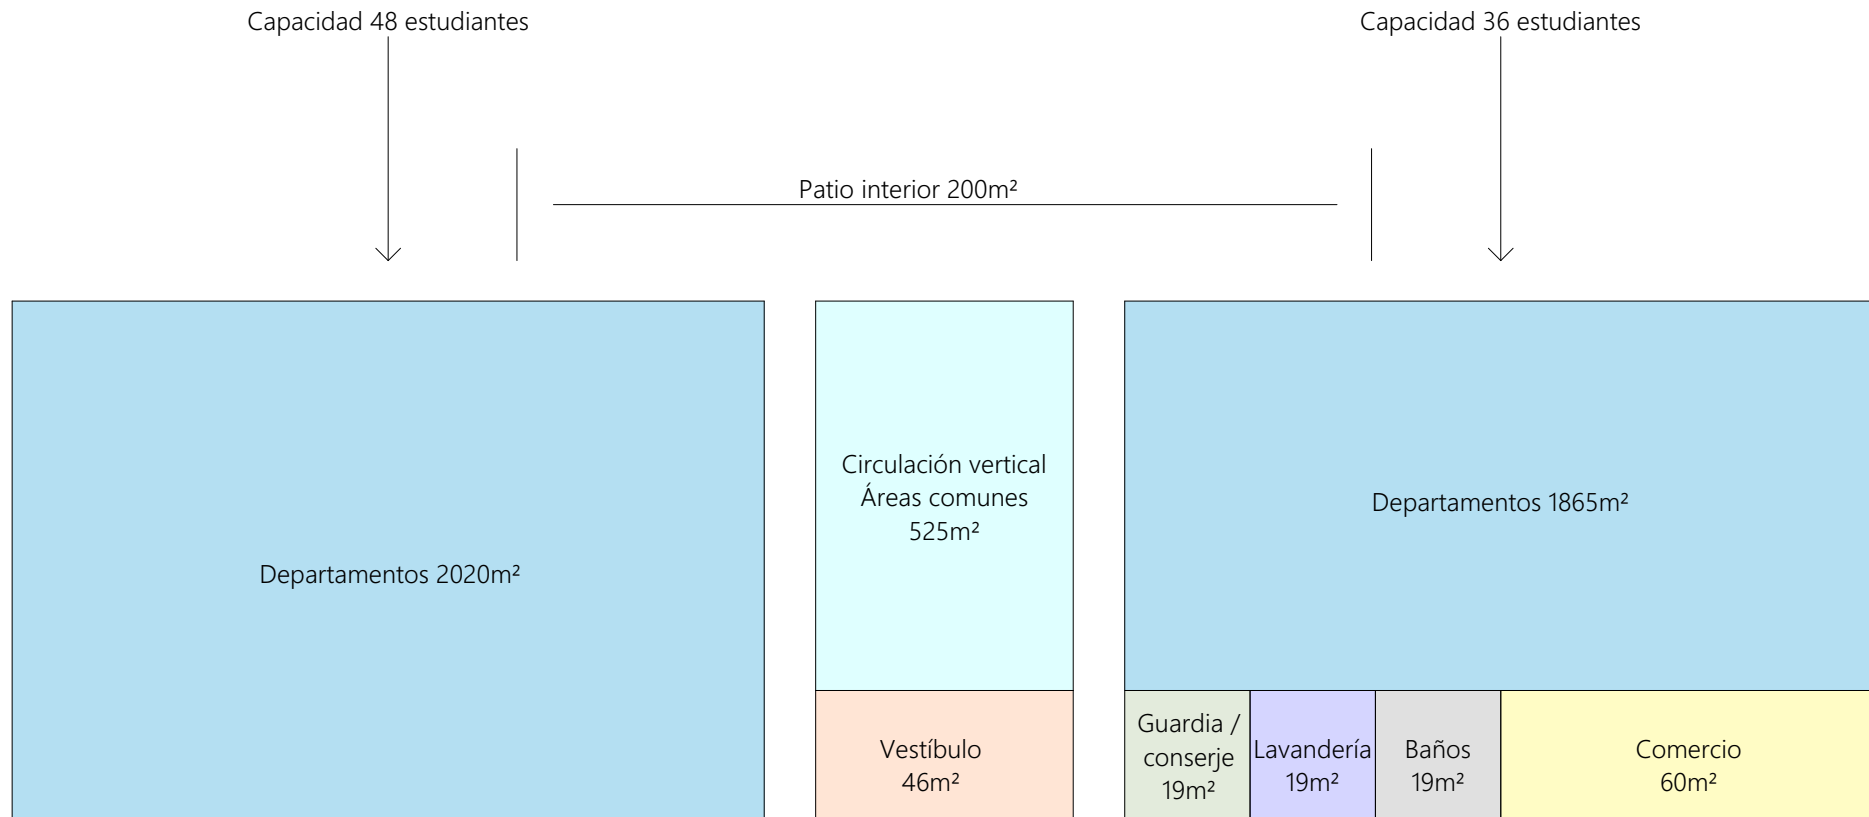 Capacidad 48 estudiantes
Capacidad 36 estudiantes
Patio interior 200m²
Departamentos 2020m²
Circulación vertical
Áreas comunes
525m²
Departamentos 1865m²
Vestíbulo
46m²
Guardia /
conserje
19m²
Lavandería
19m²
Baños
19m²
Comercio
60m²